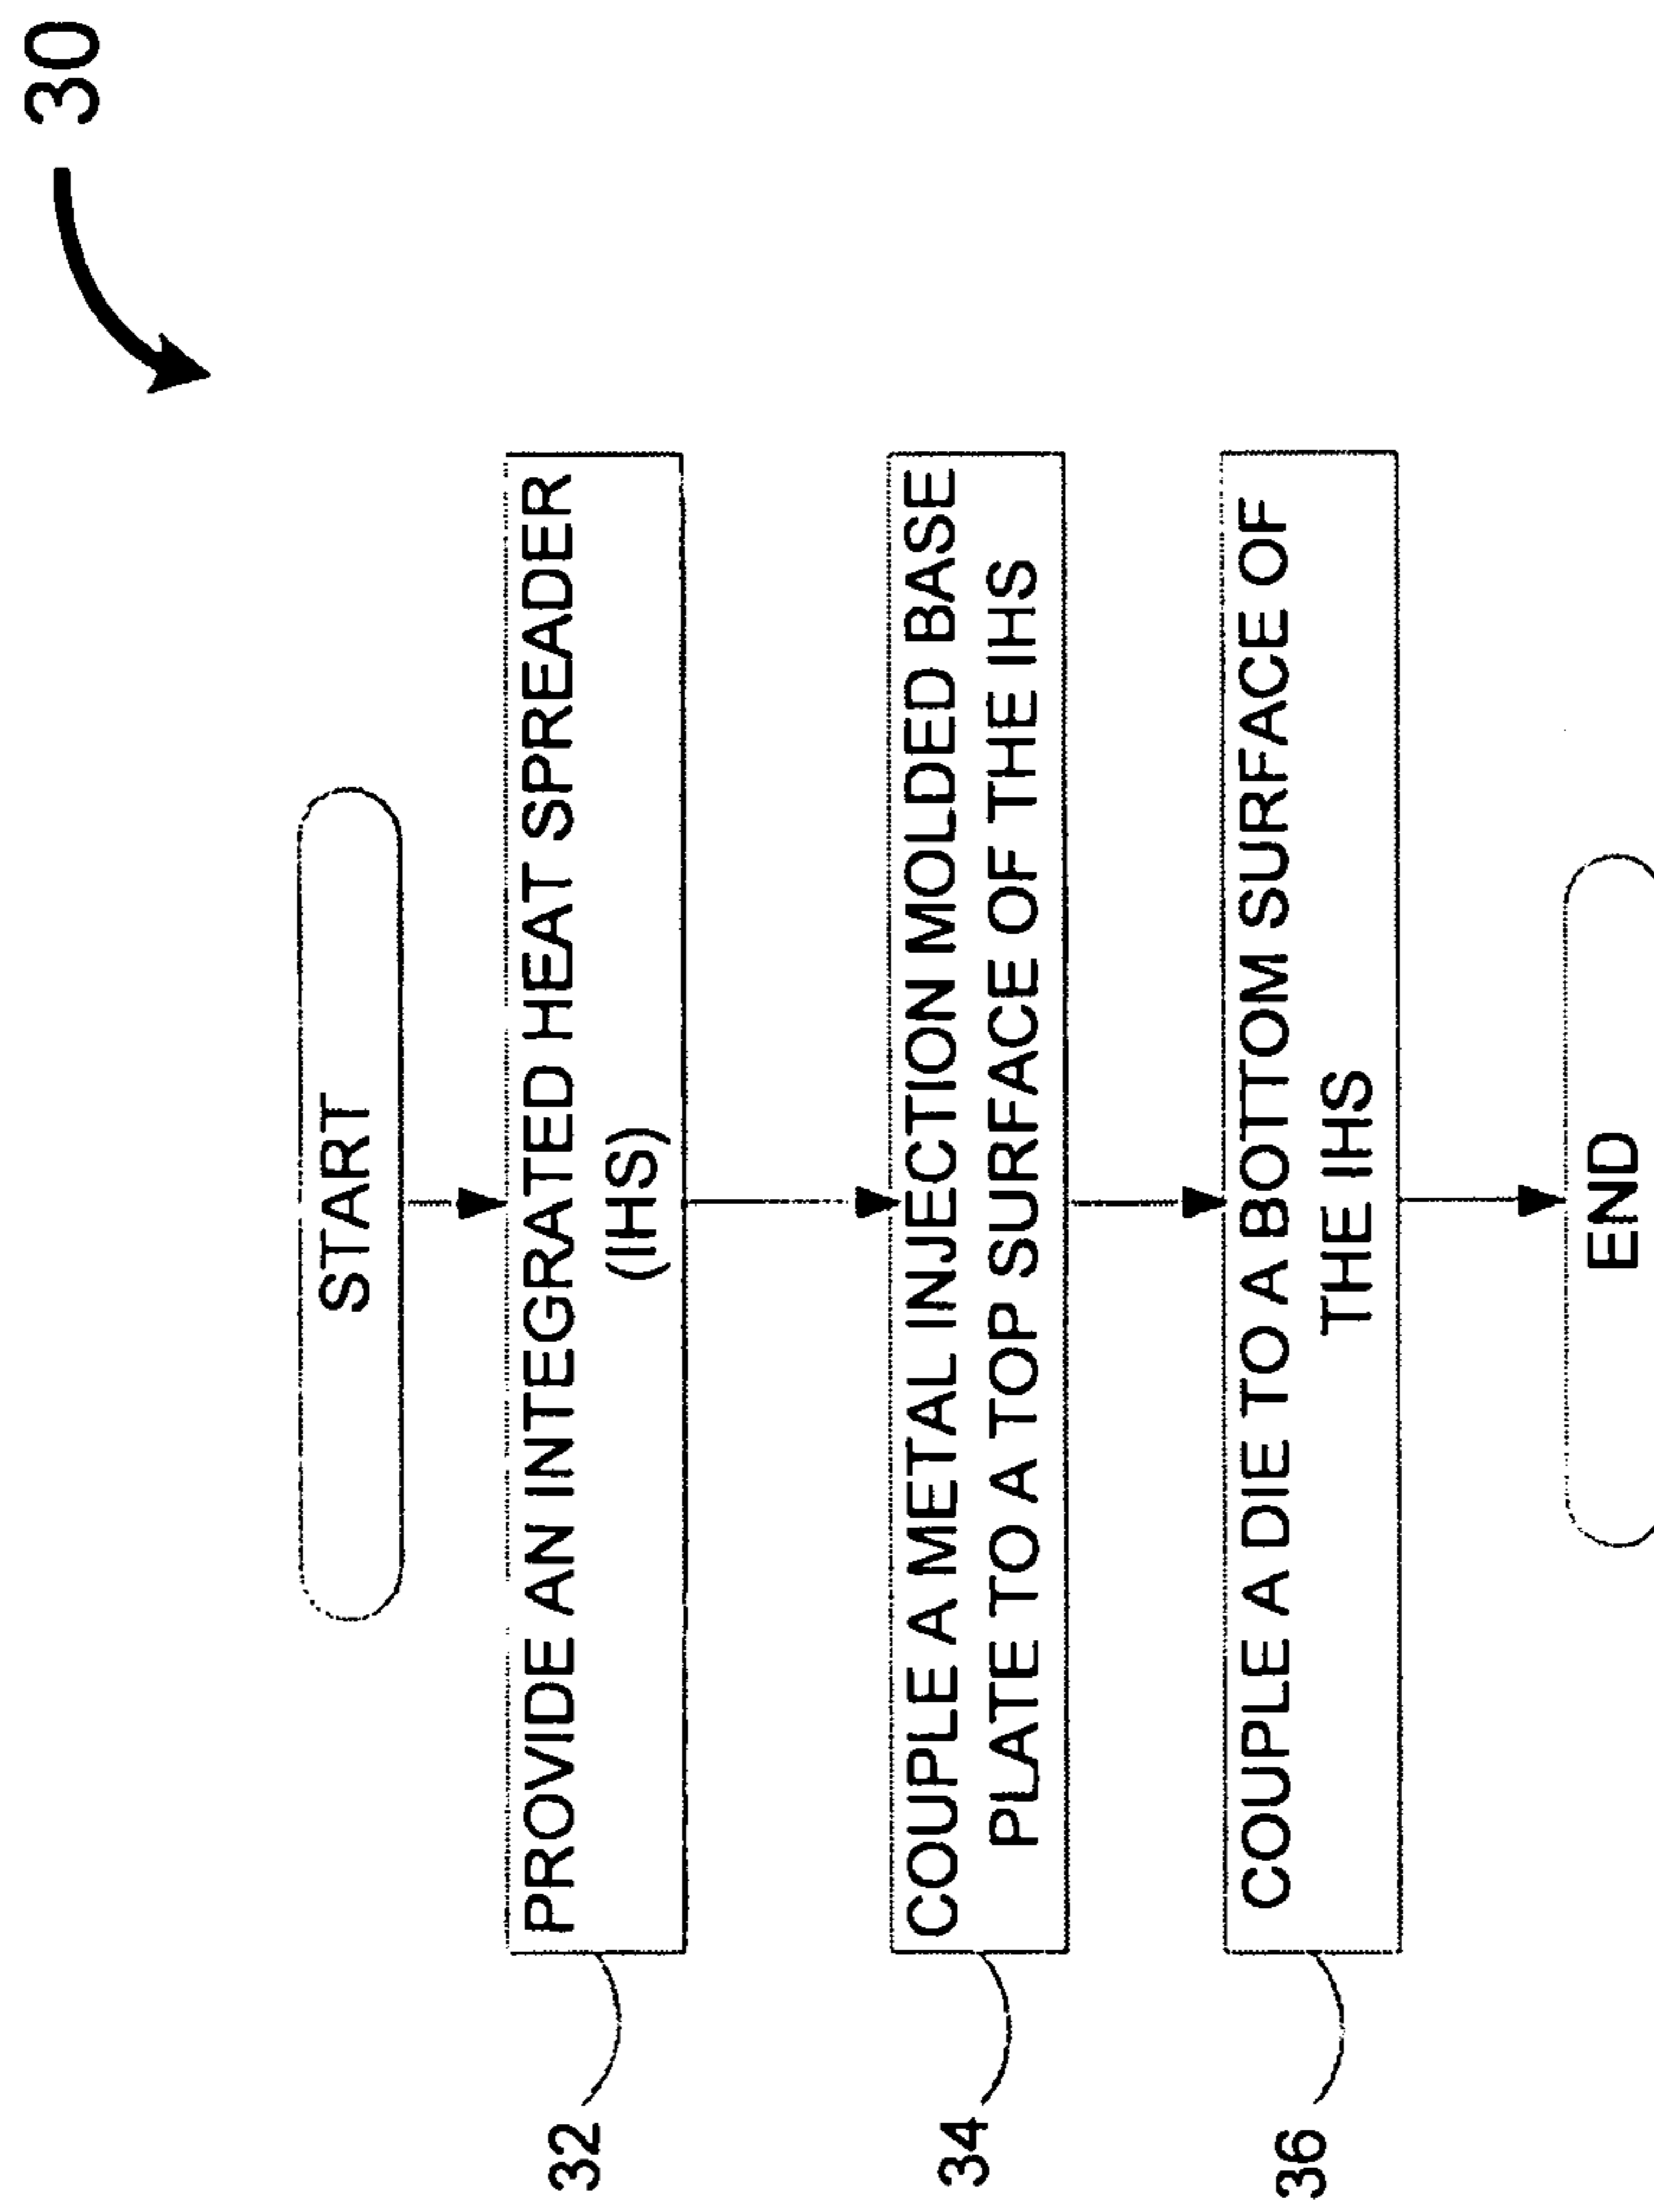 30
START
PROVIDE AN INTEGRATED HEAT SPREADER
(IHS)
32
COUPLE A METAL INJECTION MOLDED BASE
PLATE TO A TOP SURFACE OF THE IHS
34
COUPLE A DIE TO A BOTTOM SURFACE OF
THE IHS
36
END